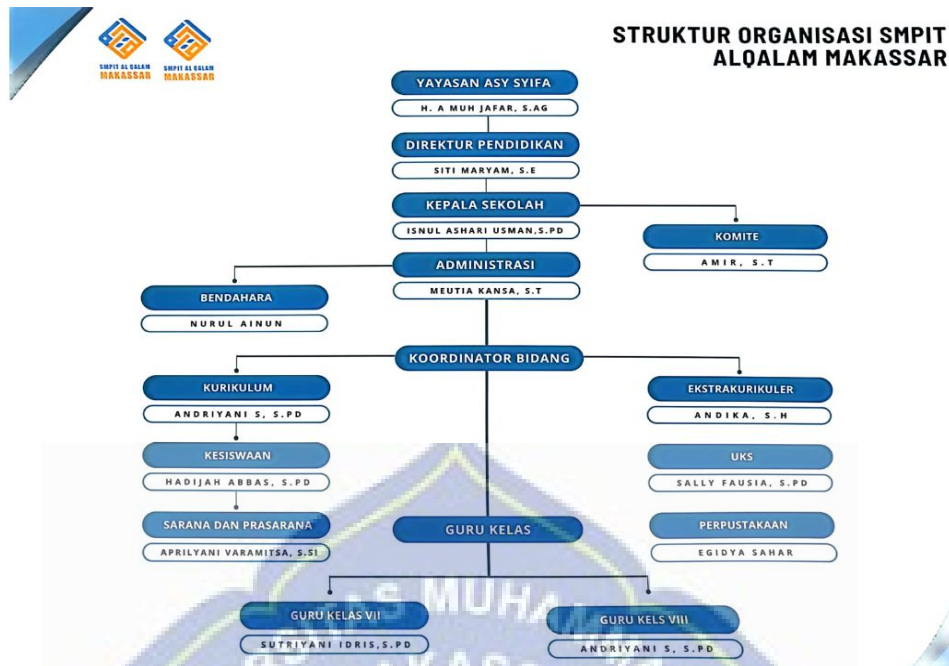 SMPIT AL QALAM
MAKASSAR
SMPIT AL QALAM
MAKASSAR
STRUKTUR ORGANISASI SMPIT
ALQALAM MAKASSAR
YAYASAN ASY SYIFA
H. A MUH JAFAR, S.AG
DIREKTUR PENDIDIKAN
SITI MARYAM, S.E
KEPALA SEKOLAH
ISNUL ASHARI USMAN,S.PD
KOMITE
AMIR, S.T
ADMINISTRASI
MEUTIA KANSA, S.T
BENDAHARA
NURUL AINUN
KOORDINATOR BIDANG
KURIKULUM
ANDRIYANI S, S.PD
EKSTRAKURIKULER
ANDIKA, S.H
KESISWAAN
HADIJAH ABBAS, S.PD
UKS
SALLY FAUSIA, S.PD
SARANA DAN PRASARANA
APRILYANI VARAMITSA, S.SI
GURU KELAS
PERPUSTAKAAN
EGIDYA SAHAR
GURU KELAS VII
SUTRIYANI IDRIS,S.PD
GURU KELS VIII
ANDRIYANI S, S.PD